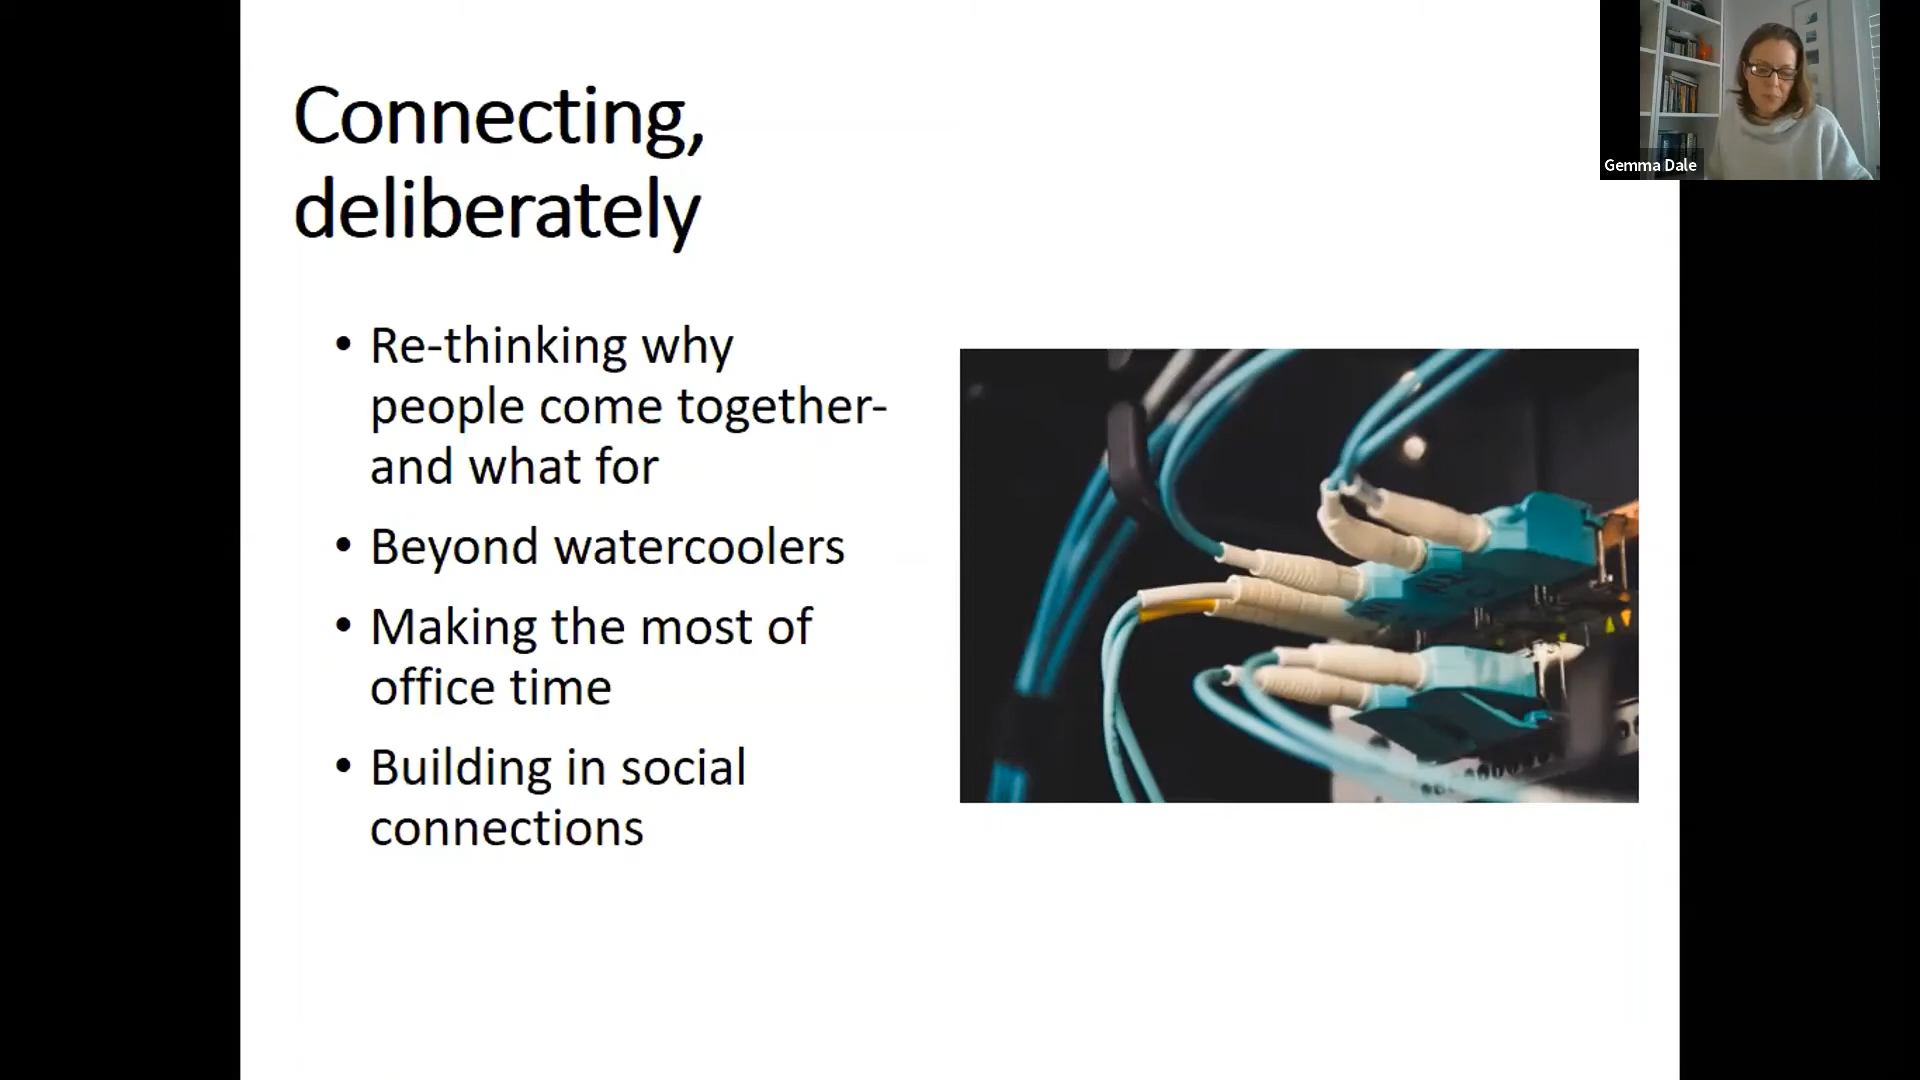 Connecting,
deliberately
• Re-thinking why
people come together-
and what for
• Beyond watercoolers
• Making the most of
office time
• Building in social
connections
Gemma Dale